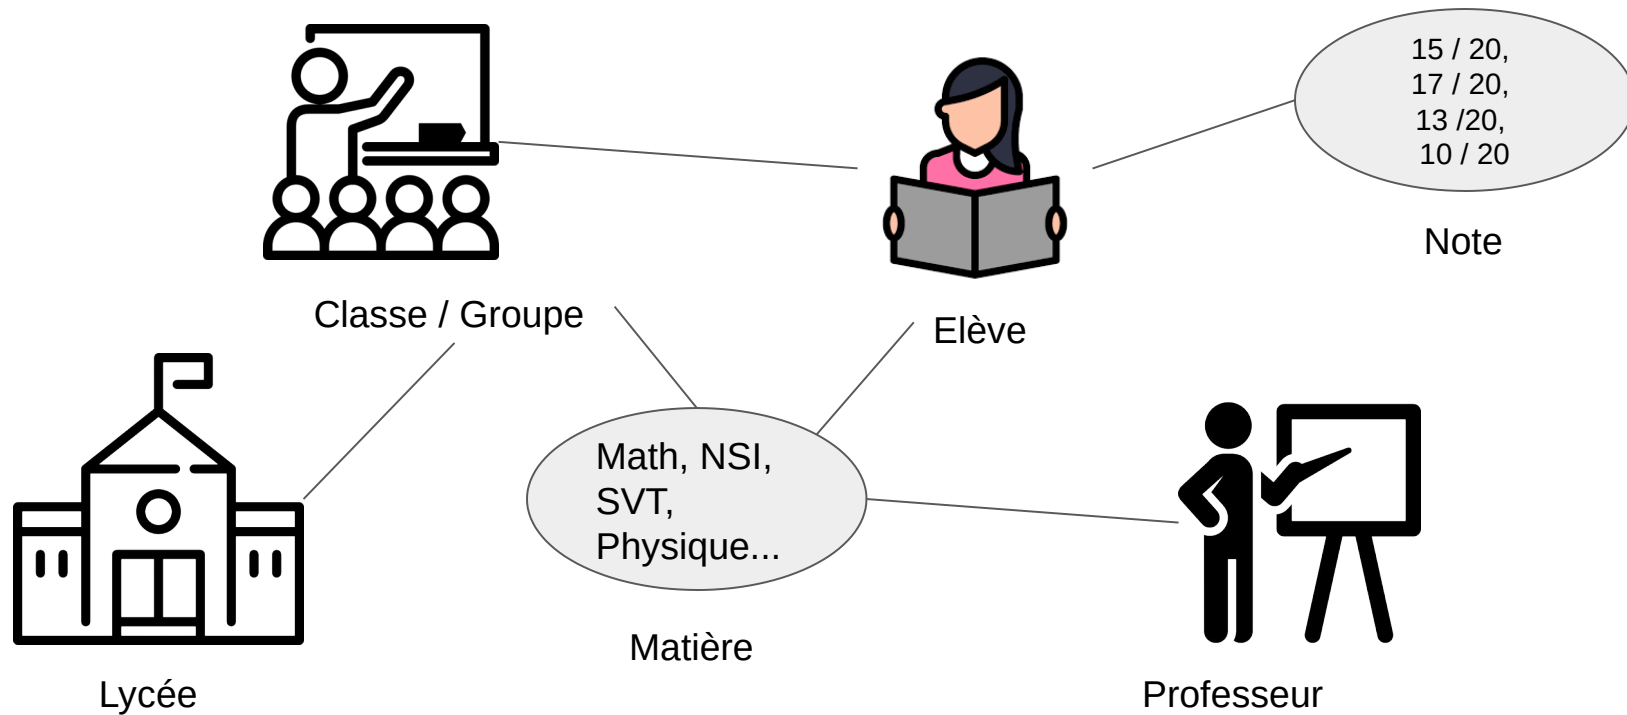 15 / 20,
17 / 20,
13 /20,
10 / 20
Note
Classe / Groupe
Elève
Math, NSI,
SVT,
Physique...
Matière
Lycée
Professeur